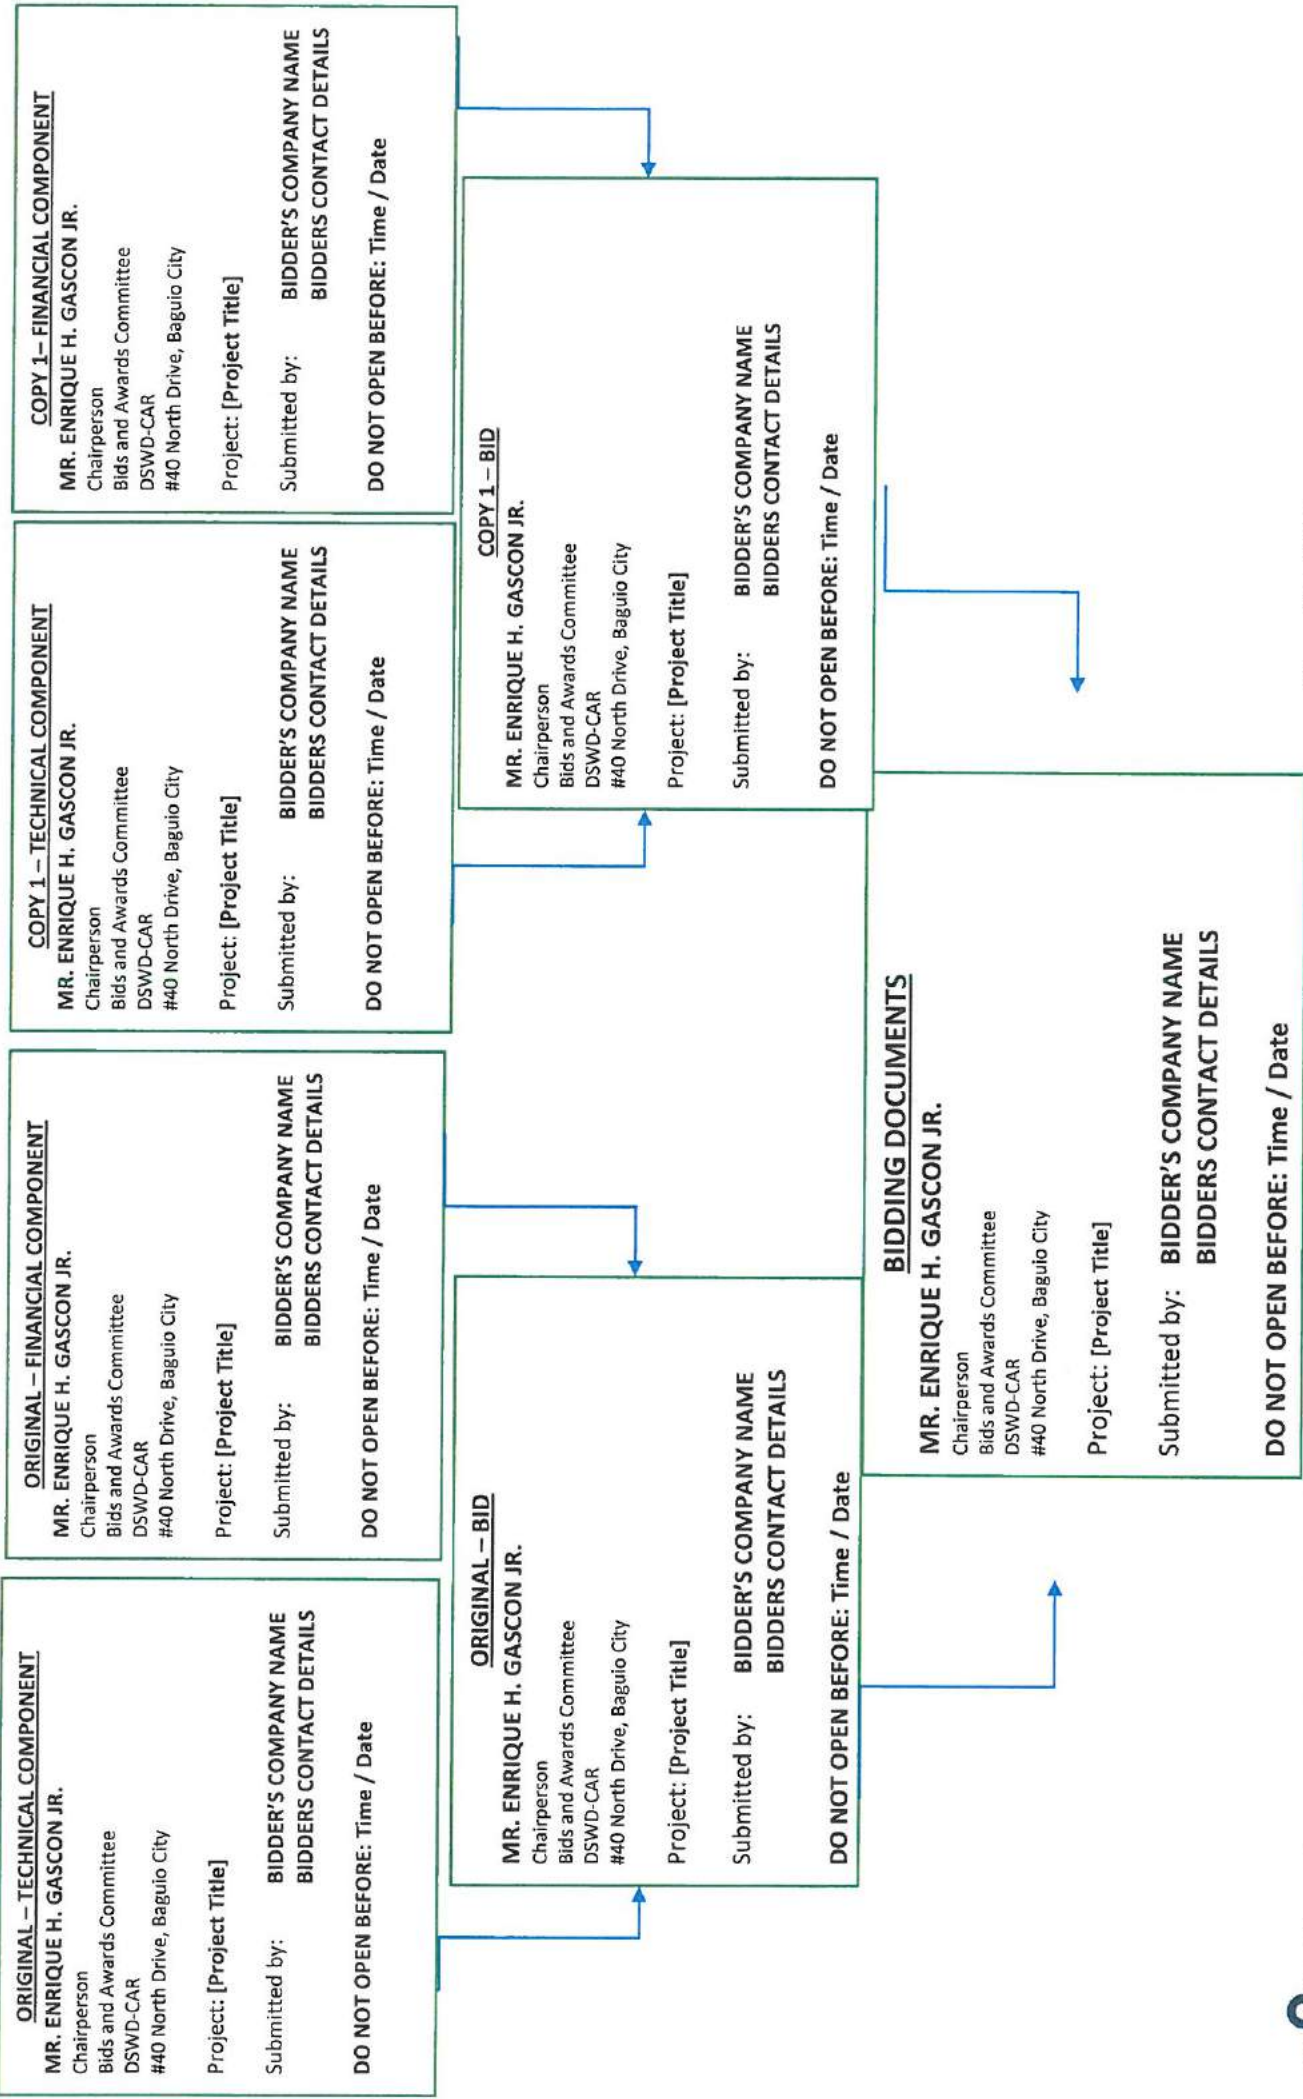 ORIGINAL – TECHNICAL COMPONENT
MR. ENRIQUE H. GASCON JR.
Chairperson
Bids and Awards Committee
DSWD-CAR
#40 North Drive, Baguio City
Project: [Project Title]
Submitted by: BIDDER'S COMPANY NAME
BIDDERS CONTACT DETAILS
DO NOT OPEN BEFORE: Time / Date
ORIGINAL – FINANCIAL COMPONENT
MR. ENRIQUE H. GASCON JR.
Chairperson
Bids and Awards Committee
DSWD-CAR
#40 North Drive, Baguio City
Project: [Project Title]
Submitted by: BIDDER'S COMPANY NAME
BIDDERS CONTACT DETAILS
DO NOT OPEN BEFORE: Time / Date
COPY 1 – TECHNICAL COMPONENT
MR. ENRIQUE H. GASCON JR.
Chairperson
Bids and Awards Committee
DSWD-CAR
#40 North Drive, Baguio City
Project: [Project Title]
Submitted by: BIDDER'S COMPANY NAME
BIDDERS CONTACT DETAILS
DO NOT OPEN BEFORE: Time / Date
COPY 1– FINANCIAL COMPONENT
MR. ENRIQUE H. GASCON JR.
Chairperson
Bids and Awards Committee
DSWD-CAR
#40 North Drive, Baguio City
Project: [Project Title]
Submitted by: BIDDER'S COMPANY NAME
BIDDERS CONTACT DETAILS
DO NOT OPEN BEFORE: Time / Date
ORIGINAL – BID
MR. ENRIQUE H. GASCON JR.
Chairperson
Bids and Awards Committee
DSWD-CAR
#40 North Drive, Baguio City
Project: [Project Title]
Submitted by: BIDDER'S COMPANY NAME
BIDDERS CONTACT DETAILS
DO NOT OPEN BEFORE: Time / Date
COPY 1 – BID
MR. ENRIQUE H. GASCON JR.
Chairperson
Bids and Awards Committee
DSWD-CAR
#40 North Drive, Baguio City
Project: [Project Title]
Submitted by: BIDDER'S COMPANY NAME
BIDDERS CONTACT DETAILS
DO NOT OPEN BEFORE: Time / Date
BIDDING DOCUMENTS
MR. ENRIQUE H. GASCON JR.
Chairperson
Bids and Awards Committee
DSWD-CAR
#40 North Drive, Baguio City
Project: [Project Title]
Submitted by: BIDDER'S COMPANY NAME
BIDDERS CONTACT DETAILS
DO NOT OPEN BEFORE: Time / Date